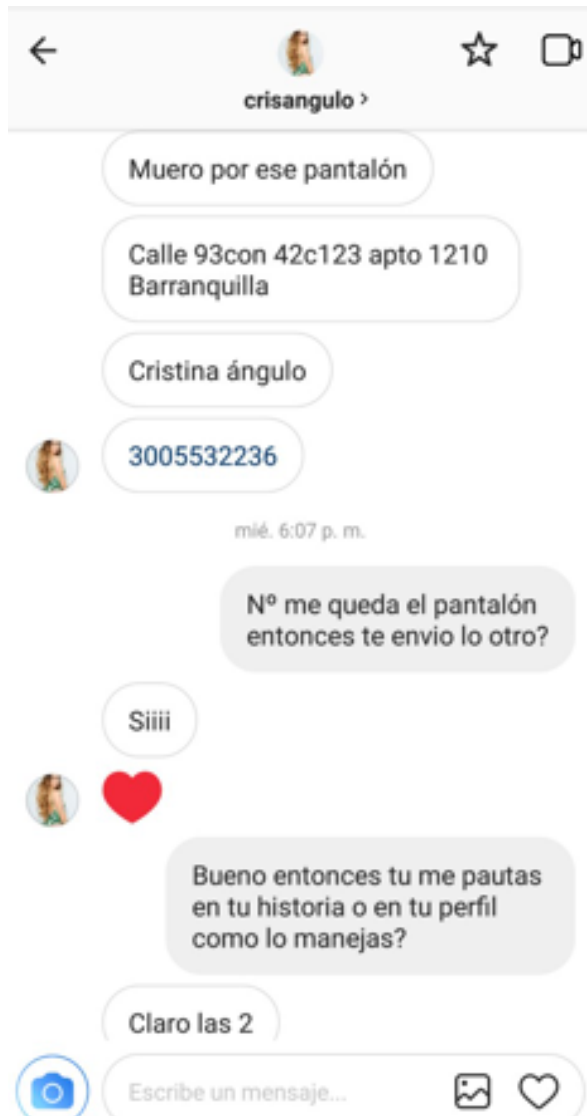 crisangulo >
Muero por ese pantalón
Calle 93con 42c123 apto 1210
Barranquilla
Cristina ángulo
3005532236
mié. 6:07 p. m.
Nº me queda el pantalón
entonces te envio lo otro?
Siiii
Bueno entonces tu me pautas
en tu historia o en tu perfil
como lo manejas?
Claro las 2
Escribe un mensaje...